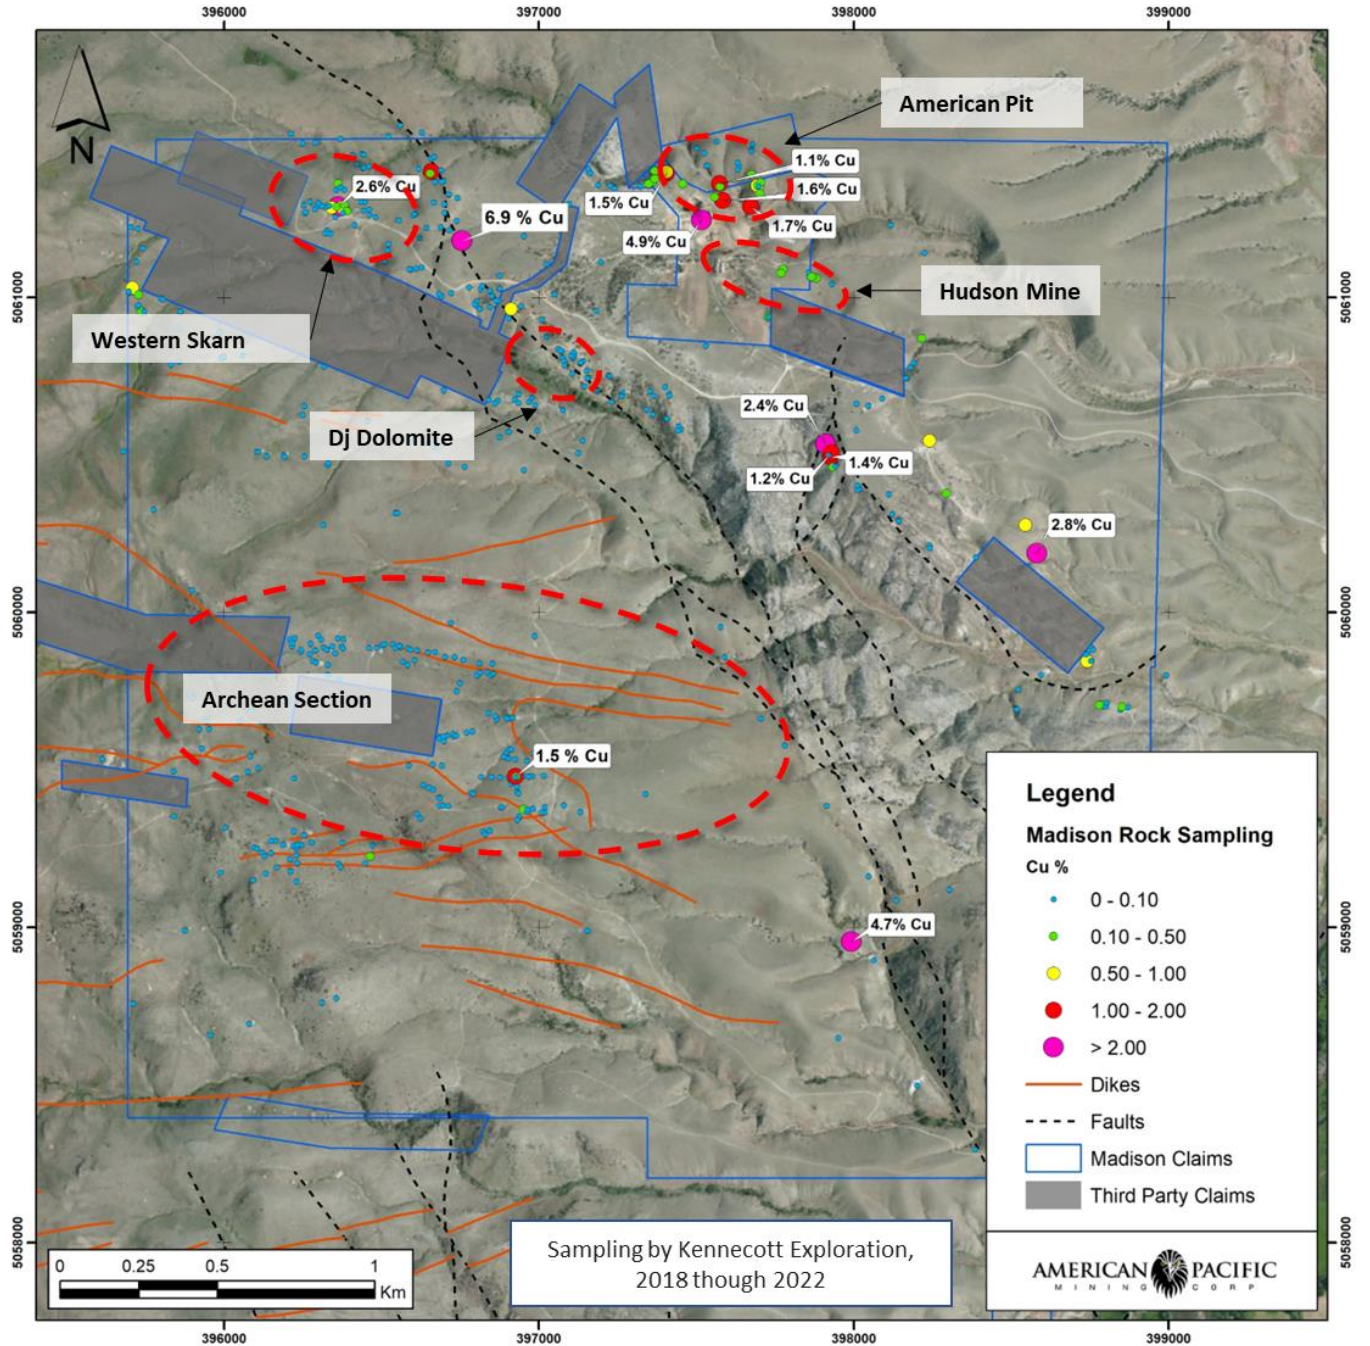 396000
397000
398000
399000
American Pit
N
1.1% Cu
2.6% Cu
1.6% Cu
1.5% Cu
6.9 % Cu
1.7% Cu
4.9% Cu
5061000
Hudson Mine
5061000
Western Skarn
2.4% Cu
Dj Dolomite
1.4% Cu
1.2% Cu
2.8% Cu
5060000
5060000
Archean Section
1.5 % Cu
Legend
Madison Rock Sampling
Cu %
0 - 0.10
0.10 - 0.50
0.50 - 1.00
1.00 - 2.00
> 2.00
Dikes
Faults
Madison Claims
Third Party Claims
4.7% Cu
5059000
5059000
5058000
5058000
Sampling by Kennecott Exploration,
2018 though 2022
0 0.25 0.5 1
Km
AMERICAN PACIFIC
MINING CORP
396000
397000
398000
399000